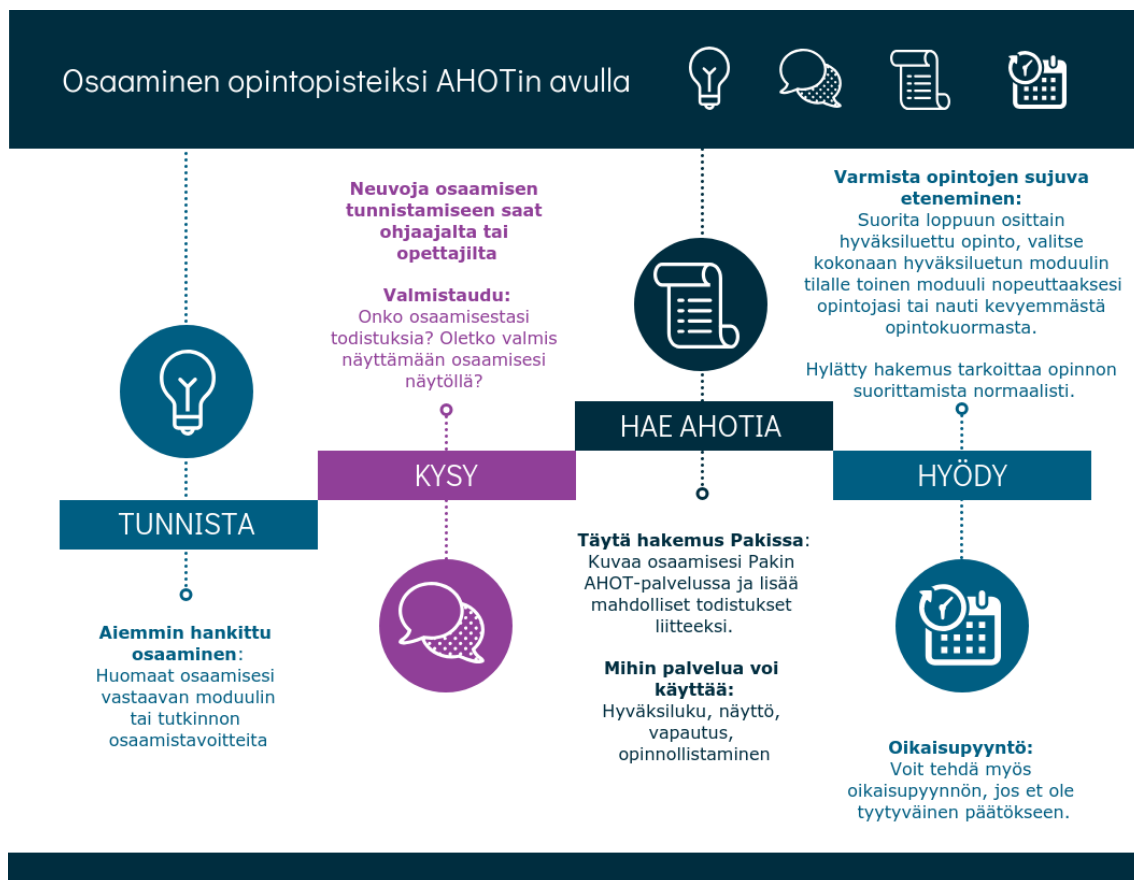 Osaaminen opintopisteiksi AHOTin avulla
TUNNISTA
Aiemmin hankittu
osaaminen:
Huomaat osaamisesi
vastaavan moduulin
tai tutkinnon
osaamistavoitteita
Neuvoja osaamisen
tunnistamiseen saat
ohjaajalta tai
opettajilta
Valmistaudu:
Onko osaamisestasi
todistuksia? Oletko valmis
näyttämään osaamisesi
näytöllä?
KYSY
HAE AHOTIA
Täytä hakemus Pakissa:
Kuvaa osaamisesi Pakin
AHOT-palvelussa ja lisää
mahdolliset todistukset
liitteeksi.
Mihin palvelua voi
käyttää:
Hyväksiluku, näyttö,
vapautus,
opinnollistaminen
Varmista opintojen sujuva
eteneminen:
Suorita loppuun osittain
hyväksiluettu opinto, valitse
kokonaan hyväksiluetun moduulin
tilalle toinen moduuli nopeuttaaksesi
opintojasi tai nauti kevyemmästä
opintokuormasta.
Hylätty hakemus tarkoittaa opinnon
suorittamista normaalisti.
HYÖDY
Oikaisupyyntö:
Voit tehdä myös
oikaisupyynnön, jos et ole
tyytyväinen päätökseen.